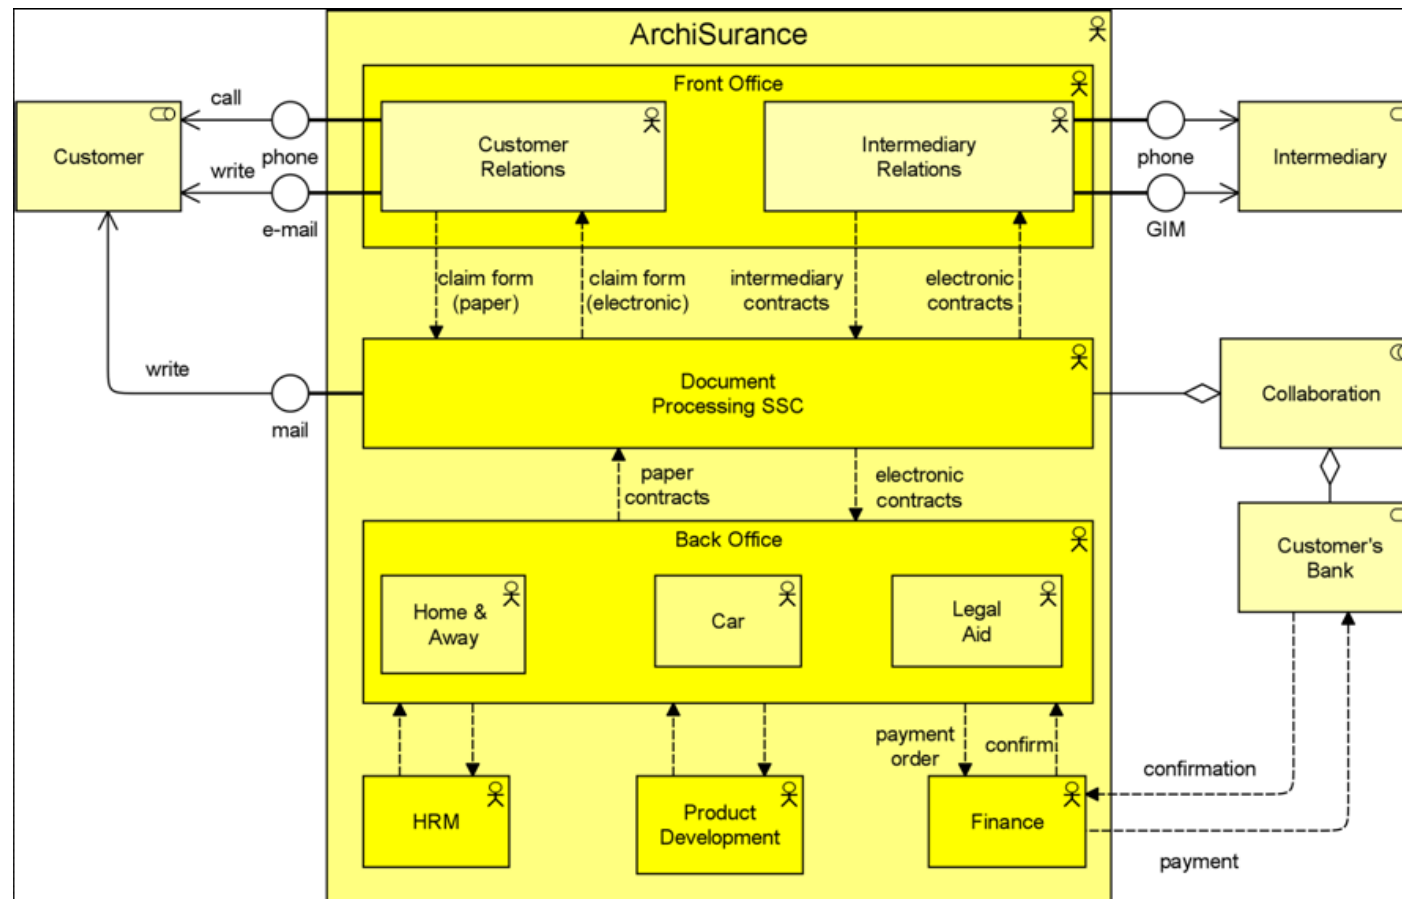 ArchiSurance
Front Office
call
phone
write
e-mail
Customer
Customer
Relations
Intermediary
Relations
phone
GIM
Intermediary
claim form
(paper)
claim form
(electronic)
intermediary
contracts
electronic
contracts
write
mail
Document
Processing SSC
Collaboration
paper
contracts
electronic
contracts
Customer's
Bank
Back Office
Home &
Away
Car
Legal
Aid
payment
order
confirm
confirmation
HRM
Product
Development
Finance
payment